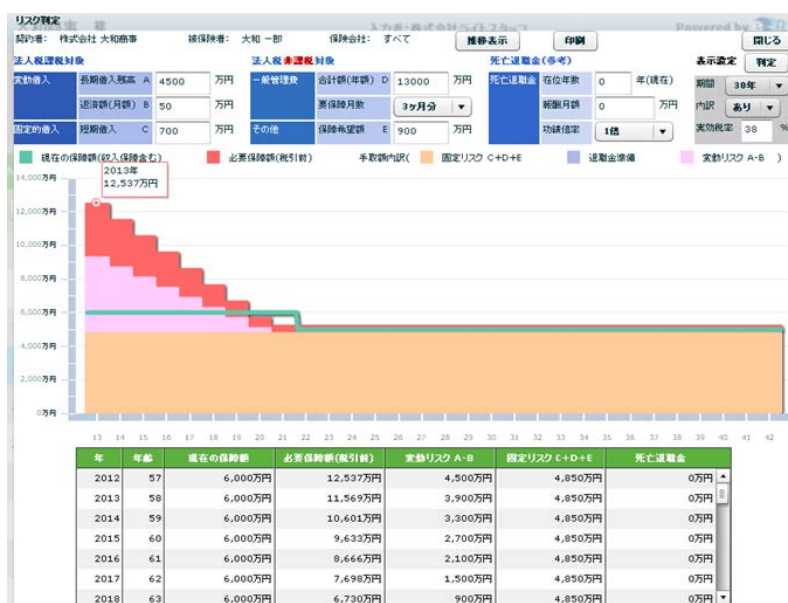 リスク判定
契約者: 株式会社 大和商事 被保険者: 大和 一郎 保険会社: すべて 推移表示 印刷 閉じる
法人税課税対象 法人税非課税対象 死亡退職金(参考) 表示設定 判定
変動借入 長期借入残高 A 4500 万円 一般管理費 合計額(年額) D 13000 万円 死亡退職金 在位年数 0 年(現在) 期間 30年
返済額(月額) B 50 万円 要保障月数 3ヶ月分 報酬月額 0 万円 内訳 あり
固定的借入 短期借入 C 700 万円 その他 保障希望額 E 900 万円 功績倍率 1倍 実効税率 38 %
現在の保障額(収入保障含む) 必要保障額(税引前) 手取額内訳( 固定リスク C+D+E 退職金準備 変動リスク A-B )
2013年
12,537万円
14,000万円
12,000万円
10,000万円
8,000万円
6,000万円
4,000万円
2,000万円
0万円
13 14 15 16 17 18 19 20 21 22 23 24 25 26 27 28 29 30 31 32 33 34 35 36 37 38 39 40 41 42
年 年齢 現在の保障額 必要保障額(税引前) 変動リスク A-B 固定リスク C+D+E 死亡退職金
2012 57 6,000万円 12,537万円 4,500万円 4,850万円 0万円
2013 58 6,000万円 11,569万円 3,900万円 4,850万円 0万円
2014 59 6,000万円 10,601万円 3,300万円 4,850万円 0万円
2015 60 6,000万円 9,633万円 2,700万円 4,850万円 0万円
2016 61 6,000万円 8,666万円 2,100万円 4,850万円 0万円
2017 62 6,000万円 7,698万円 1,500万円 4,850万円 0万円
2018 63 6,000万円 6,730万円 900万円 4,850万円 0万円